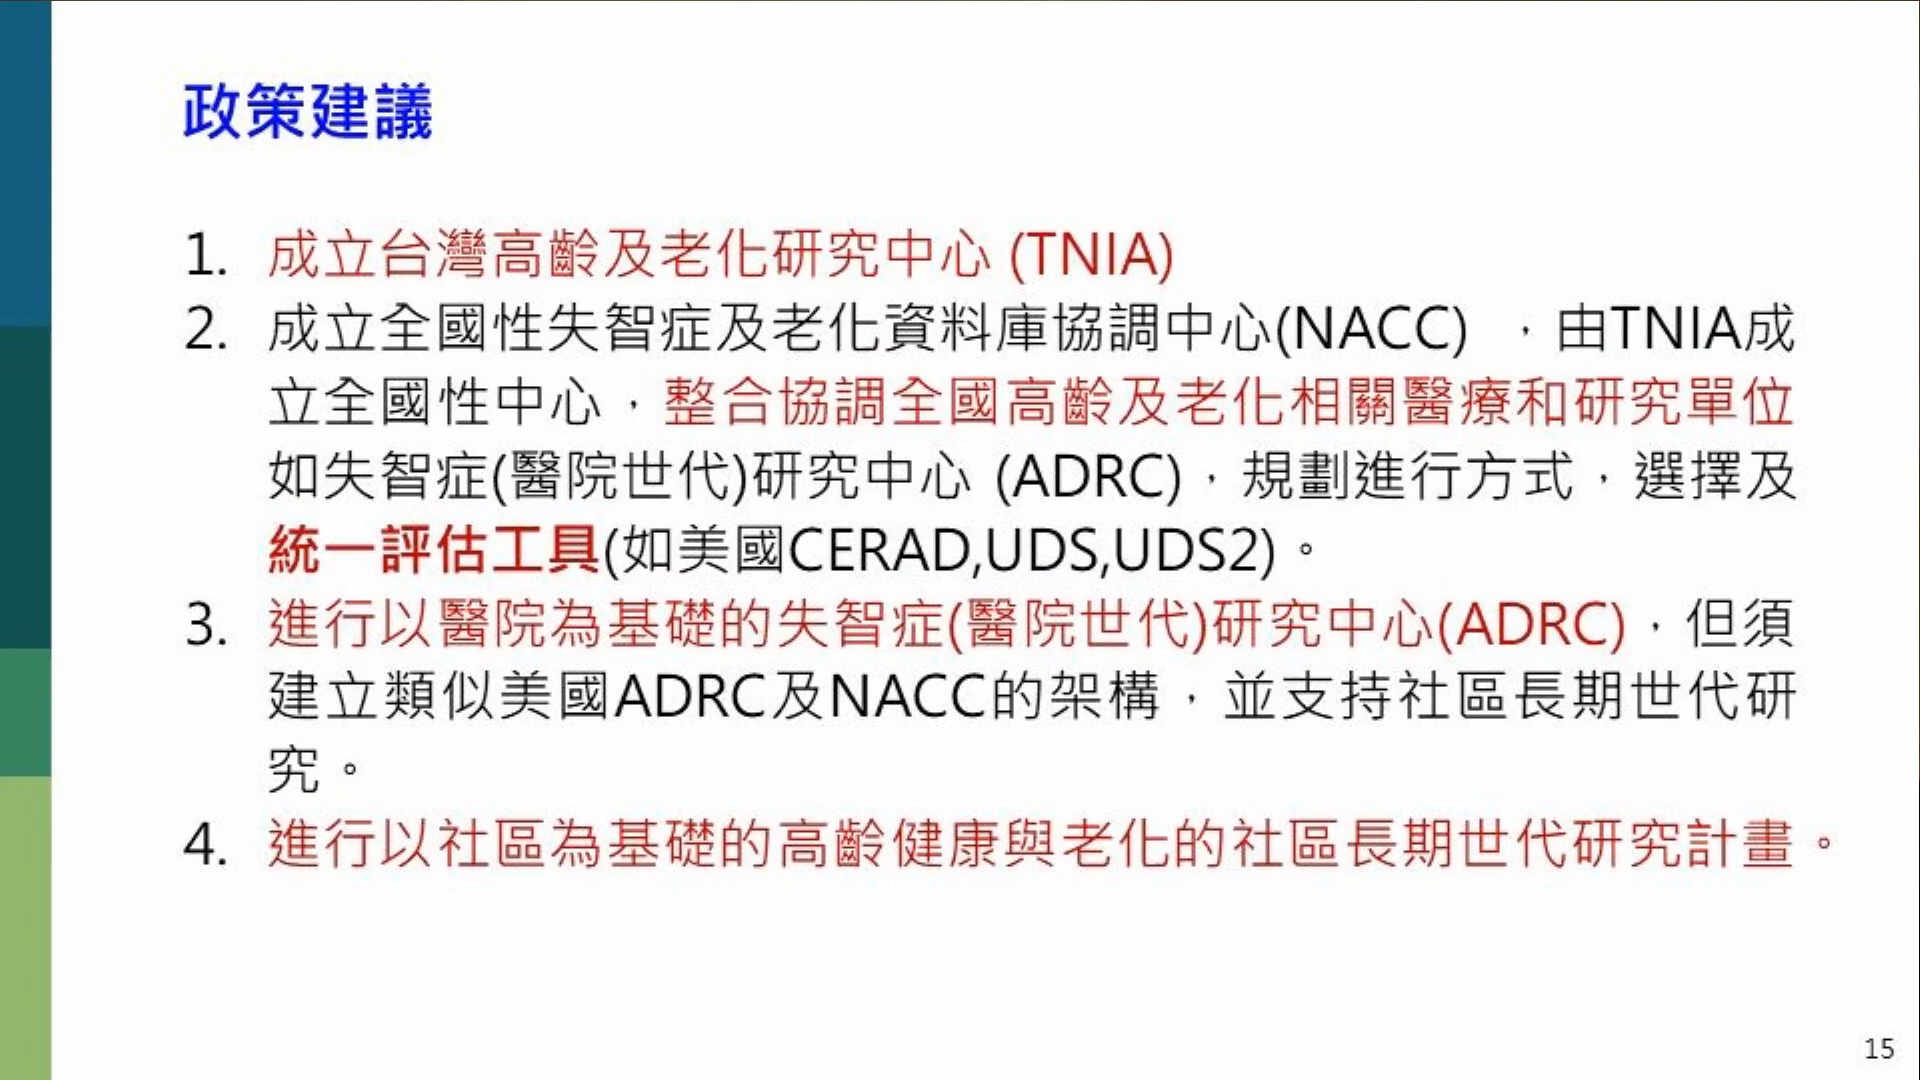 政策建議
1. 成立台灣高齡及老化研究中心 (TNIA)
2. 成立全國性失智症及老化資料庫協調中心(NACC) ,由TNIA成
立全國性中心,整合協調全國高齡及老化相關醫療和研究單位
如失智症(醫院世代)研究中心 (ADRC),規劃進行方式,選擇及
統一評估工具(如美國CERAD,UDS,UDS2)。
3. 進行以醫院為基礎的失智症(醫院世代)研究中心(ADRC),但須
建立類似美國ADRC及NACC的架構,並支持社區長期世代研
究。
4. 進行以社區為基礎的高齡健康與老化的社區長期世代研究計畫。
15